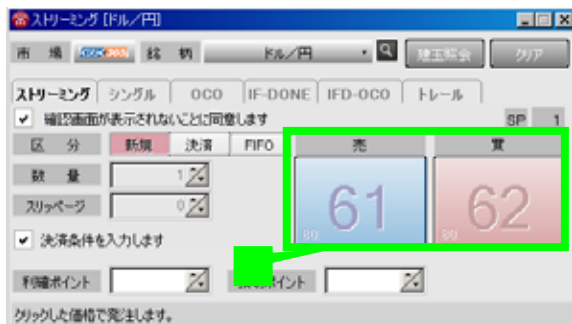 ストリーミング [ドル/円]
市 場 銘 柄 ドル/円 建玉照会 クリア
ストリーミング シングル OCO IF-DONE IFD-OCO トレール
確認画面が表示されないことに同意します SP 1
区 分 新規 決済 FIFO 売 買
数 量 1
スリッページ 0
61 62
80. 80.
決済条件を入力します
利確ポイント ポイント
クリックした価格で発注します。